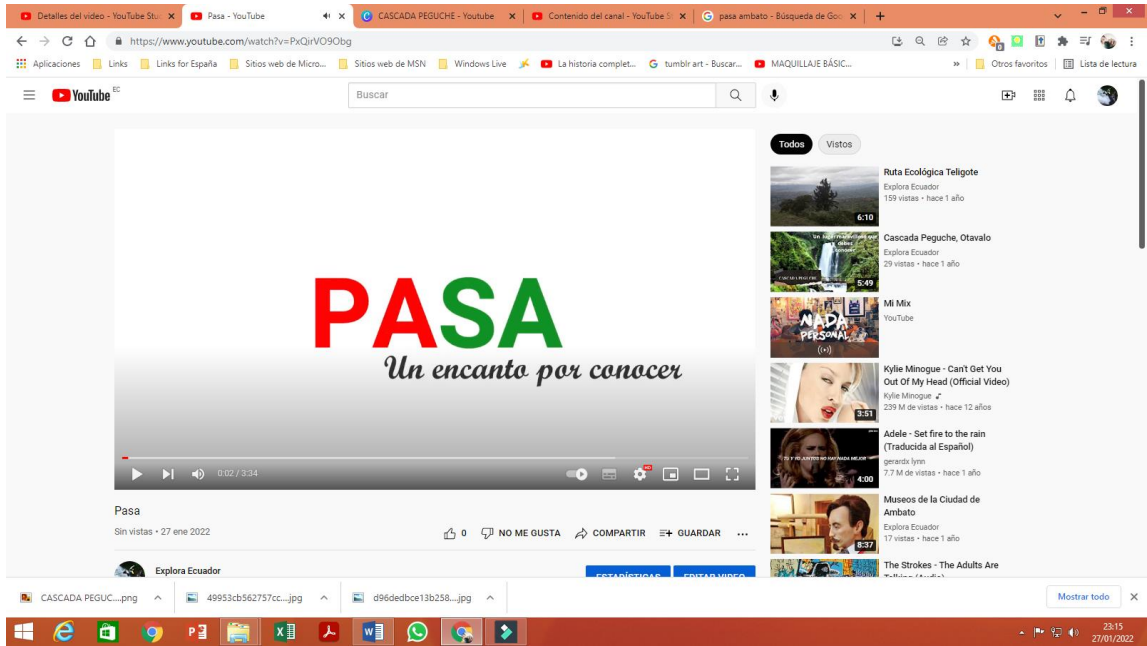 Detalles del video - YouTube Stuc
Pasa - YouTube
CASCADA PEGUCHE - Youtube
Contenido del canal - YouTube S
pasa ambato - Búsqueda de Goo
https://www.youtube.com/watch?v=PxQirVO9Obg
Aplicaciones
Links
Links for España
Sitios web de Micro...
Sitios web de MSN
Windows Live
La historia complet...
tumblr art - Buscar...
MAQUILLAJE BÁSIC...
»
Otros favoritos
Lista de lectura
YouTube EC
Buscar
PASA
Un encanto por conocer
0:02 / 3:34
HD
Pasa
Sin vistas • 27 ene 2022
0
NO ME GUSTA
COMPARTIR
GUARDAR
...
Explora Ecuador
ESTADÍSTICAS
EDITAR VIDEO
Todos
Vistos
Ruta Ecológica Teligote
Explora Ecuador
159 vistas • hace 1 año
6:10
Cascada Peguche, Otavalo
Explora Ecuador
29 vistas • hace 1 año
5:49
Mi Mix
YouTube
NADA
PERSONAL
Kylie Minogue - Can't Get You
Out Of My Head (Official Video)
Kylie Minogue
239 M de vistas • hace 12 años
3:51
Adele - Set fire to the rain
(Traducida al Español)
gerardx lynn
7.7 M de vistas • hace 1 año
4:00
Museos de la Ciudad de
Ambato
Explora Ecuador
17 vistas • hace 1 año
8:37
The Strokes - The Adults Are
Talking (Audio)
CASCADA PEGUC....png
49953cb562757cc....jpg
d96dedbce13b258....jpg
Mostrar todo
23:15
27/01/2022